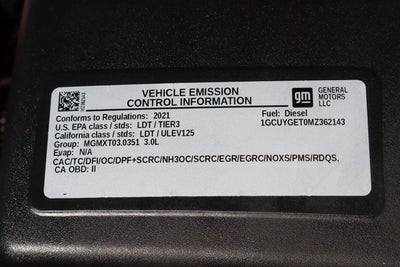 VEHICLE EMISSION
CONTROL INFORMATION
gm GENERAL
MOTORS
LLC
Conforms to Regulations: 2021
Fuel: Diesel
U.S. EPA class / stds: LDT / TIER3
1GCUYGET0MZ362143
California class / stds: LDT / ULEV125
Group: MGMXT03.0351 3.0L
Evap: N/A
CAC/TC/DFI/OC/DPF+SCRC/NH3OC/SCRC/EGR/EGRC/NOXS/PMS/RDQS,
CA OBD: II